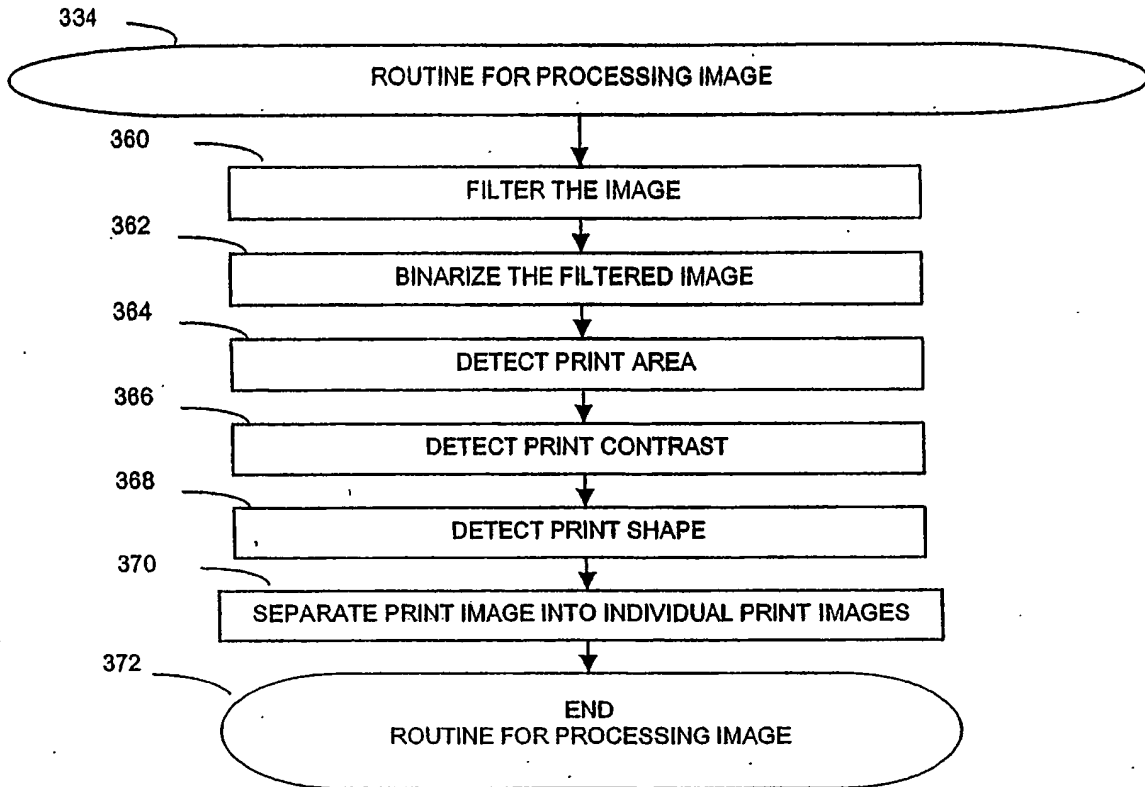 334
ROUTINE FOR PROCESSING IMAGE
360
FILTER THE IMAGE
362
BINARIZE THE FILTERED IMAGE
364
DETECT PRINT AREA
366
DETECT PRINT CONTRAST
368
DETECT PRINT SHAPE
370
SEPARATE PRINT IMAGE INTO INDIVIDUAL PRINT IMAGES
372
END
ROUTINE FOR PROCESSING IMAGE